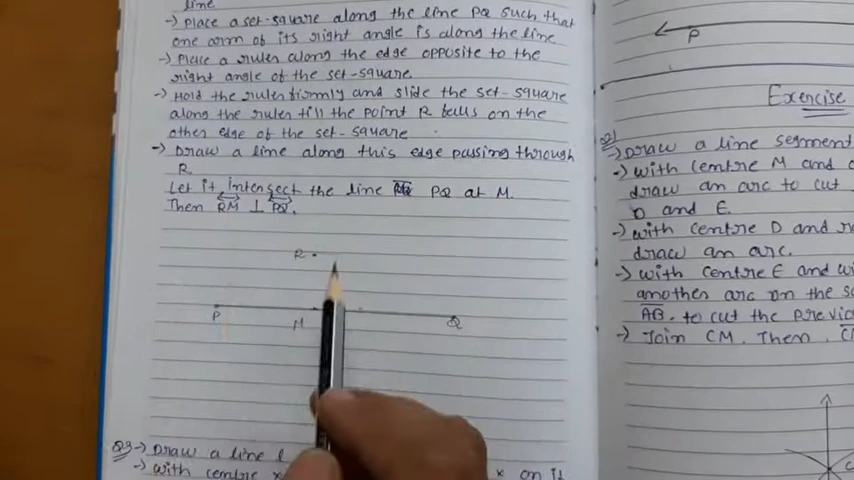 line
-> Place a set-square along the line PQ such that
one arm of its right angle is along the line
-> Place a ruler along the edge opposite to the
right angle of the set-square
-> Hold the ruler firmly and slide the set-square
along the ruler till the point R falls on the
other edge of the set-square
-> Draw a line along this edge passing through
R.
Let it intersect the line PQ at M.
Then RM ⊥ PQ.
R
P
M
Q
Q3 -> Draw a line l
-> with centre x
x on it
P
Exercise
Q1
-> Draw a line segment
-> with centre M and
draw an arc to cut
D and E.
-> with centre D and
draw an arc.
-> with centre E and
another arc on the
AB. to cut the
-> Join CM. Then
C